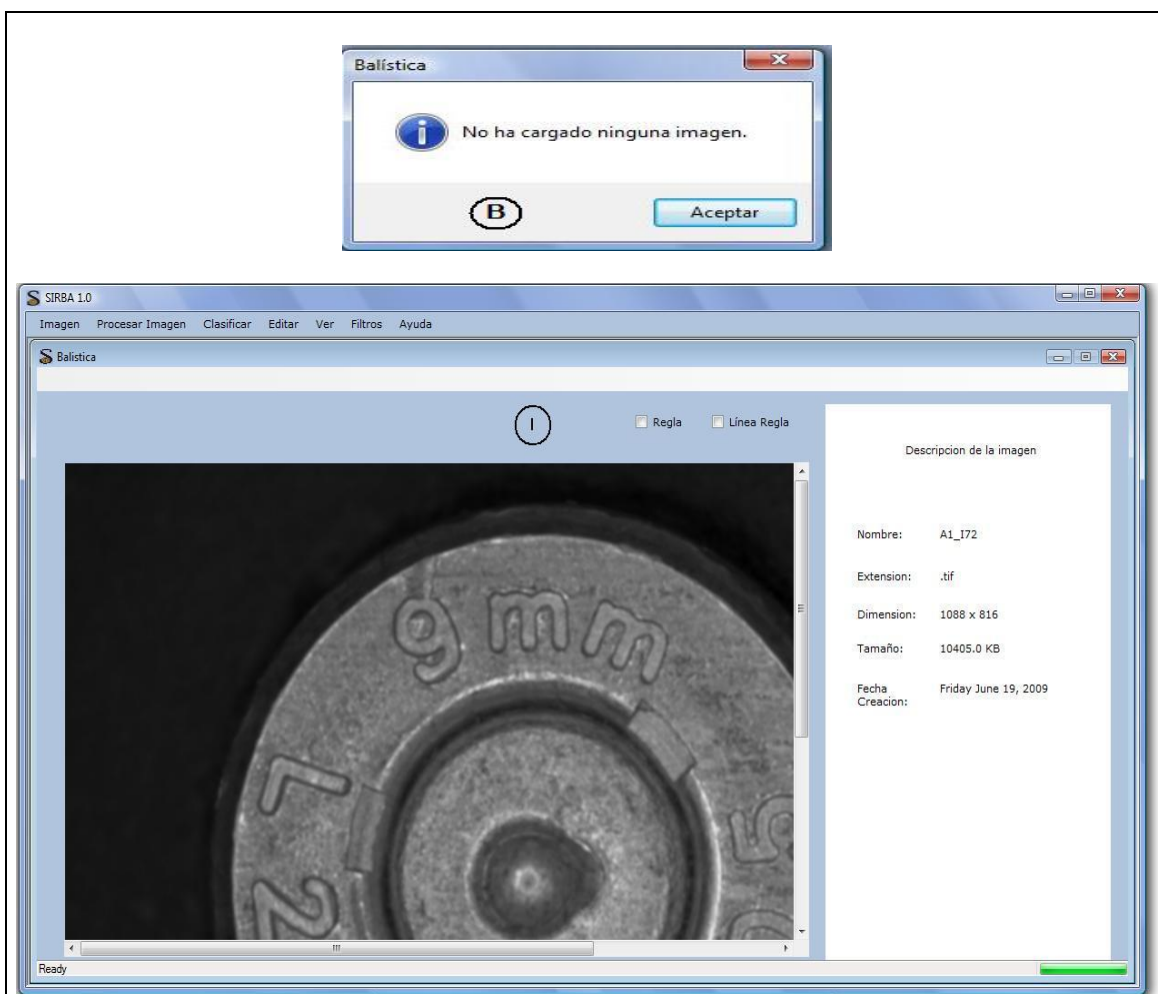 Balística
No ha cargado ninguna imagen.
B
Aceptar
SIRBA 1.0
Imagen Procesar Imagen Clasificar Editar Ver Filtros Ayuda
Balistica
I
Regla Línea Regla
Descripcion de la imagen
Nombre: A1_I72
Extension: .tif
Dimension: 1088 x 816
Tamaño: 10405.0 KB
Fecha Friday June 19, 2009
Creacion:
9mm
L
2
5
Ready